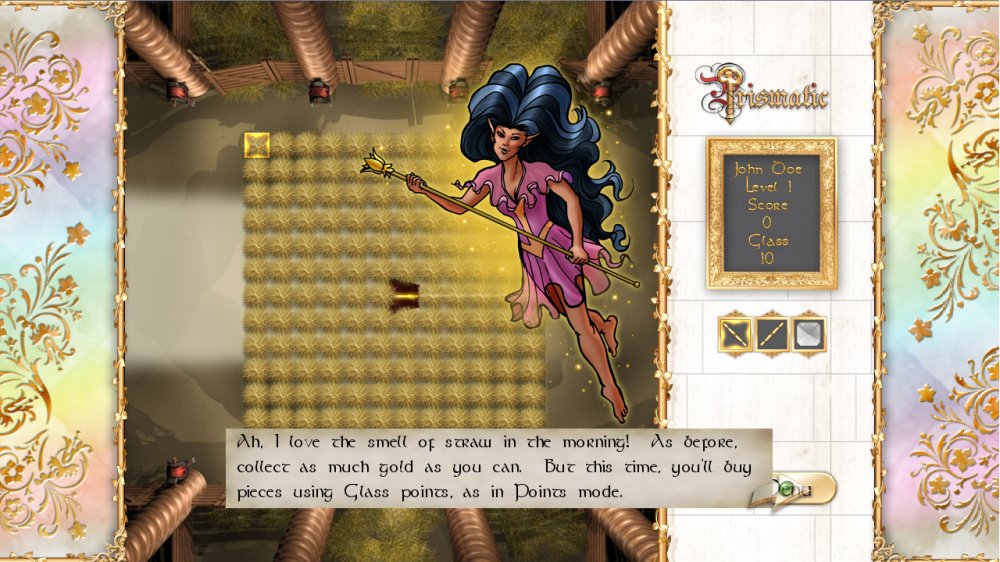 Prismatic
John Doe
Level 1
Score
0
Glass
10
Ah, I love the smell of straw in the morning! As before,
collect as much gold as you can. But this time, you'll buy
pieces using Glass points, as in Points mode.
Menu